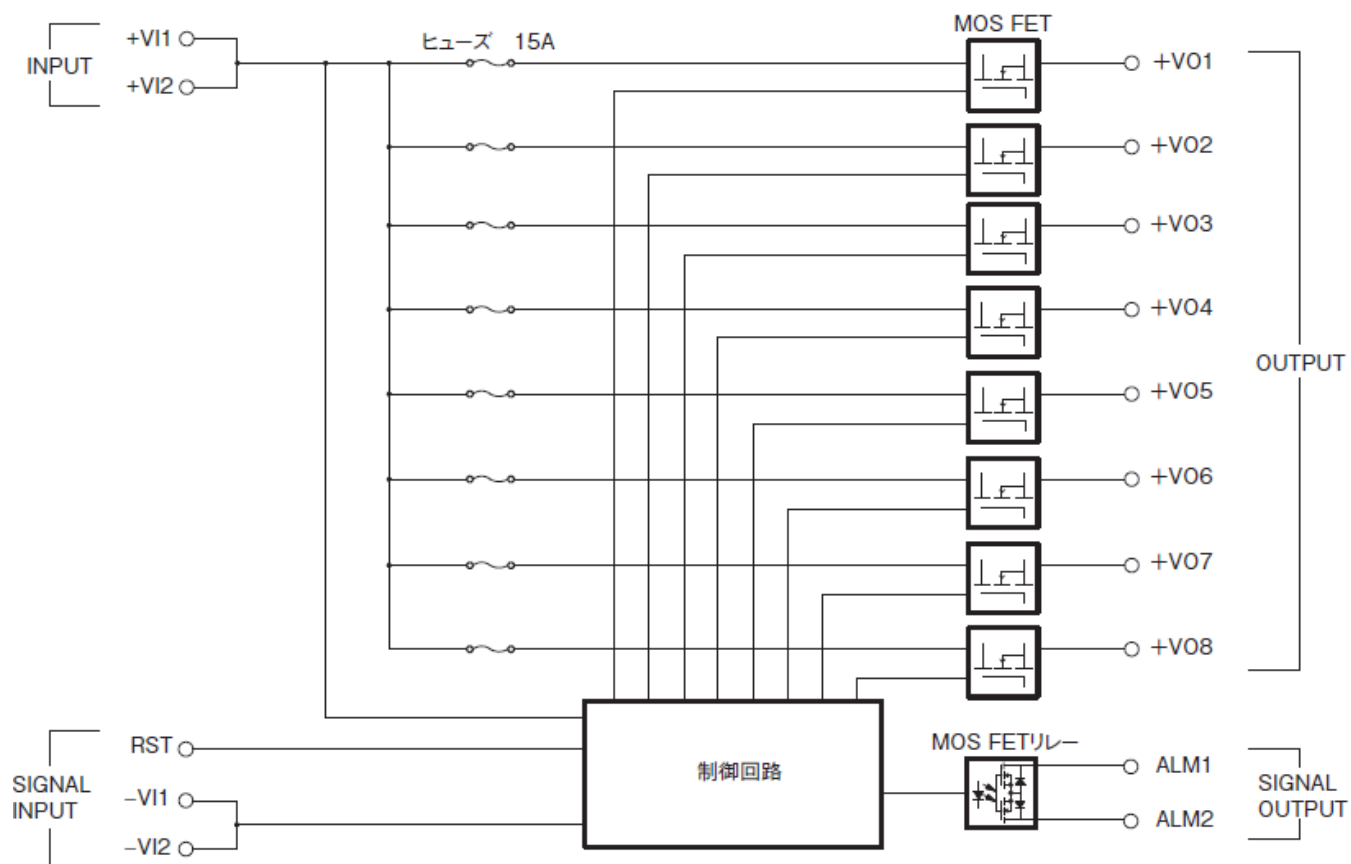 MOS FET
+VI1
ヒューズ 15A
INPUT
+VO1
+VI2
+VO2
+VO3
+VO4
OUTPUT
+VO5
+VO6
+VO7
+VO8
RST
制御回路
MOS FETリレー
ALM1
SIGNAL
INPUT
−VI1
SIGNAL
OUTPUT
ALM2
−VI2